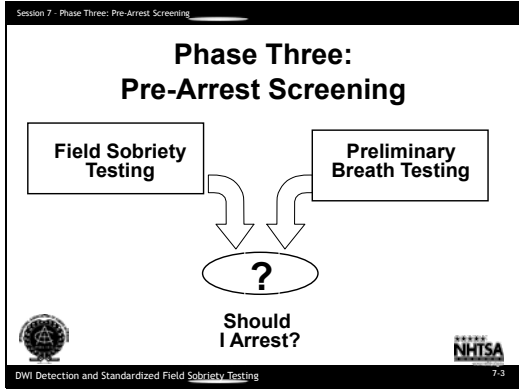 Session 7 - Phase Three: Pre-Arrest Screening
Phase Three:
Pre-Arrest Screening
Field Sobriety
Testing
Preliminary
Breath Testing
?
Should
I Arrest?
NHTSA
DWI Detection and Standardized Field Sobriety Testing
7-3